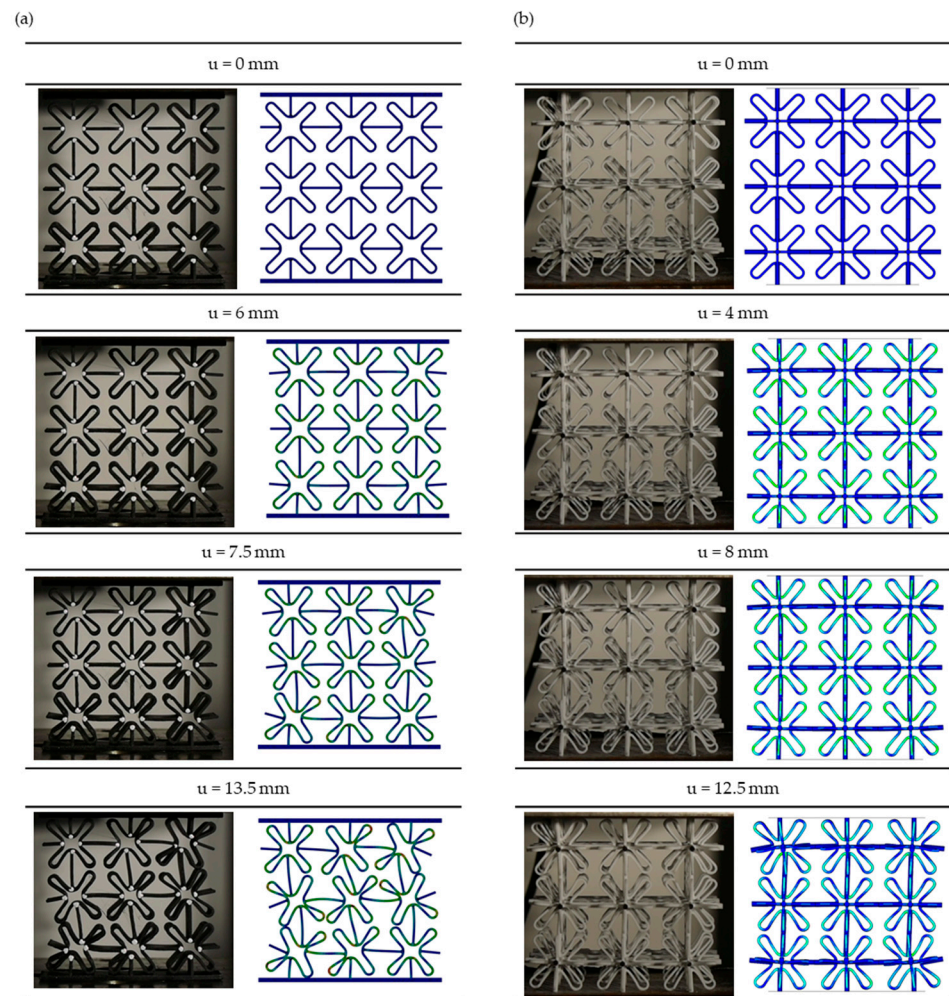 (a)
u = 0 mm
u = 6 mm
u = 7.5 mm
u = 13.5 mm
(b)
u = 0 mm
u = 4 mm
u = 8 mm
u = 12.5 mm